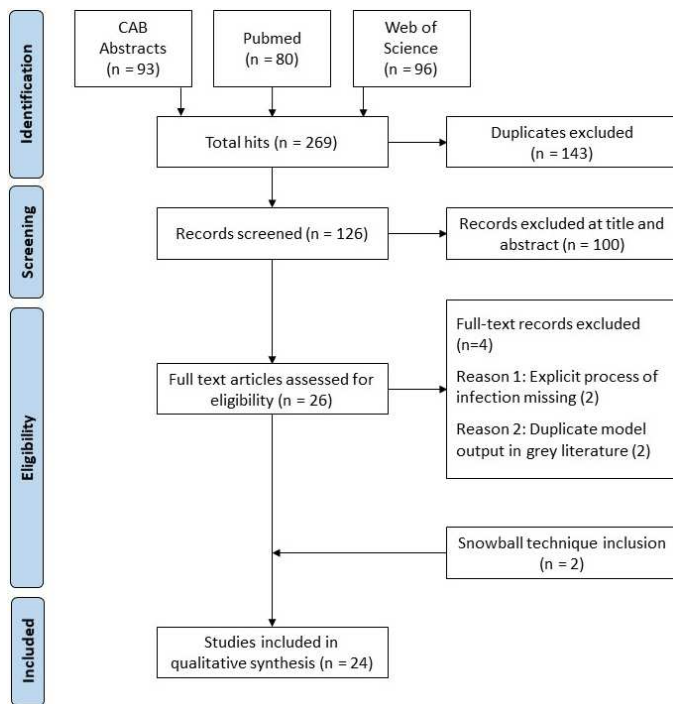 Identification
CAB
Abstracts
(n = 93)
Pubmed
(n = 80)
Web of
Science
(n = 96)
Total hits (n = 269)
Duplicates excluded
(n = 143)
Screening
Records screened (n = 126)
Records excluded at title and
abstract (n = 100)
Eligibility
Full text articles assessed for
eligibility (n = 26)
Full-text records excluded
(n=4)
Reason 1: Explicit process of
infection missing (2)
Reason 2: Duplicate model
output in grey literature (2)
Snowball technique inclusion
(n = 2)
Included
Studies included in
qualitative synthesis (n = 24)